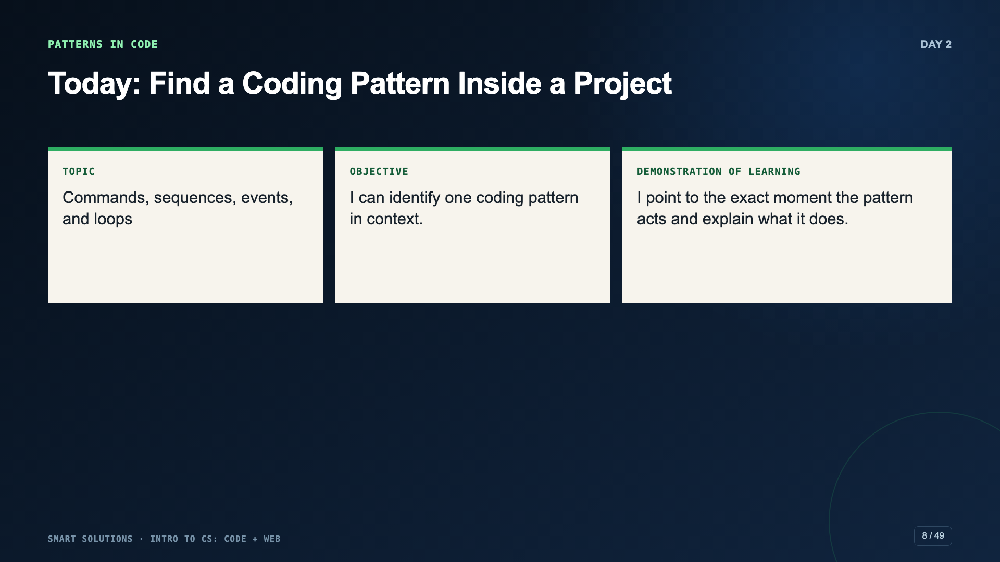 PATTERNS IN CODE
DAY 2
Today: Find a Coding Pattern Inside a Project
TOPIC
Commands, sequences, events,
and loops
OBJECTIVE
I can identify one coding pattern
in context.
DEMONSTRATION OF LEARNING
I point to the exact moment the pattern
acts and explain what it does.
SMART SOLUTIONS · INTRO TO CS: CODE + WEB
8 / 49